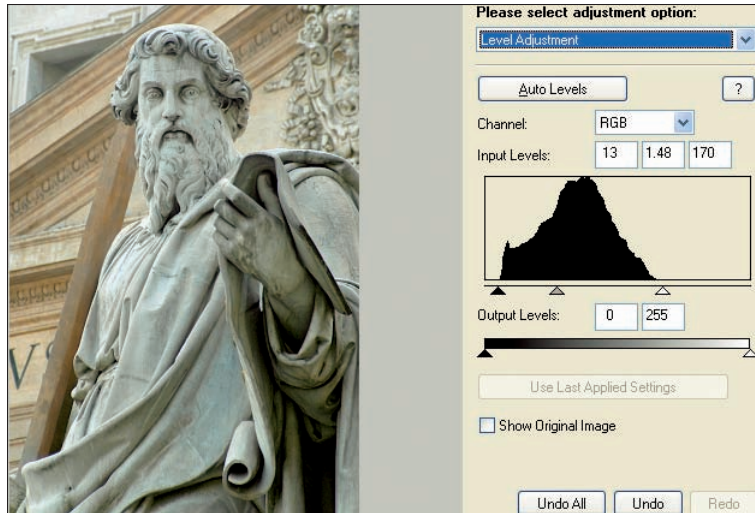 Please select adjustment option:
Level Adjustment
Auto Levels
?
Channel:
RGB
Input Levels:
13
1.48
170
Output Levels:
0
255
Use Last Applied Settings
Show Original Image
Undo All
Undo
Redo
VS